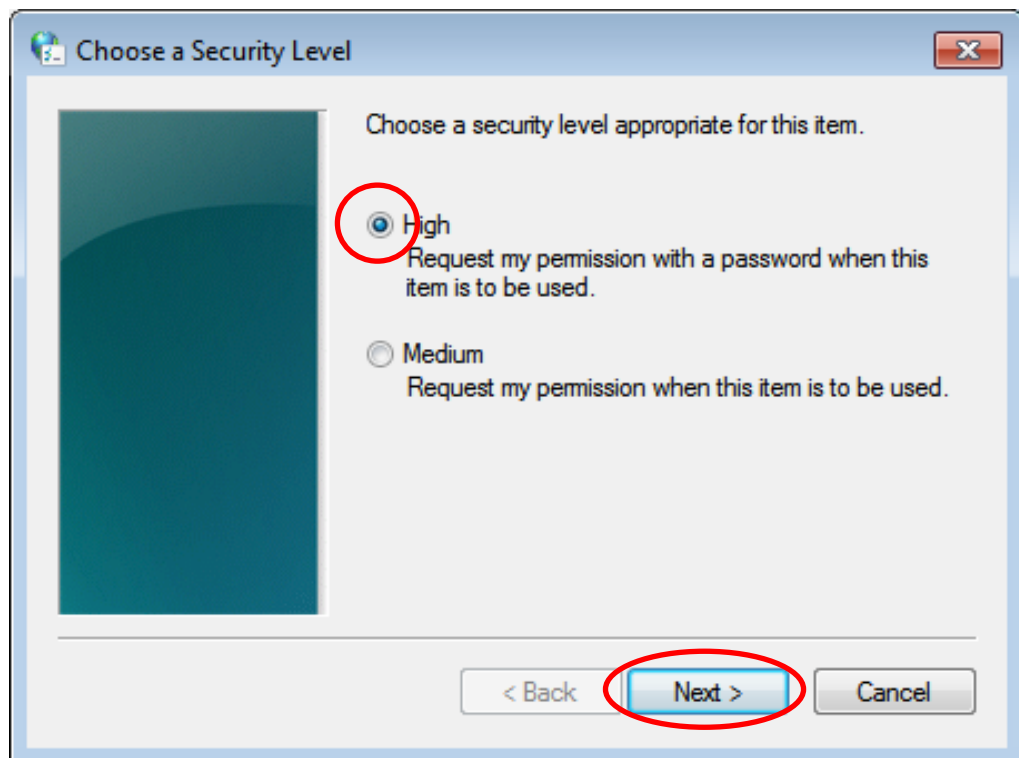 Choose a Security Level
Choose a security level appropriate for this item.
High
Request my permission with a password when this
item is to be used.
Medium
Request my permission when this item is to be used.
< Back Next > Cancel